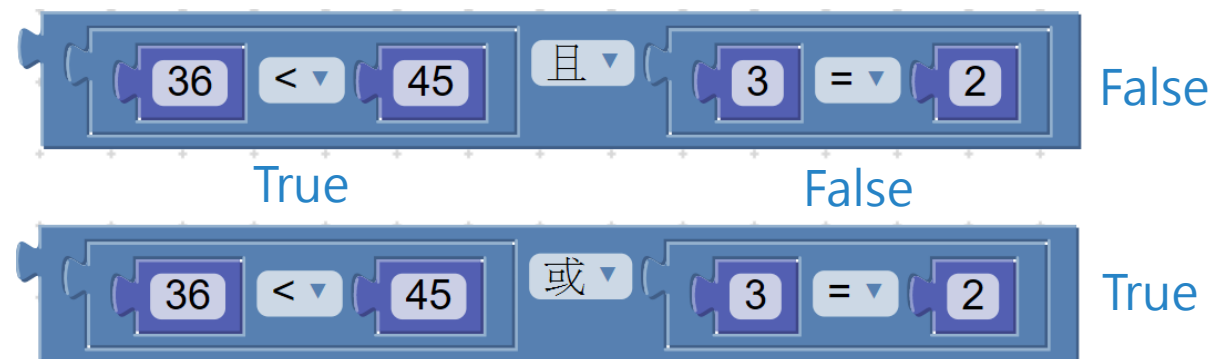 36 < ▼ 45 且 ▼ 3 = ▼ 2 False
True False
36 < ▼ 45 或 ▼ 3 = ▼ 2 True